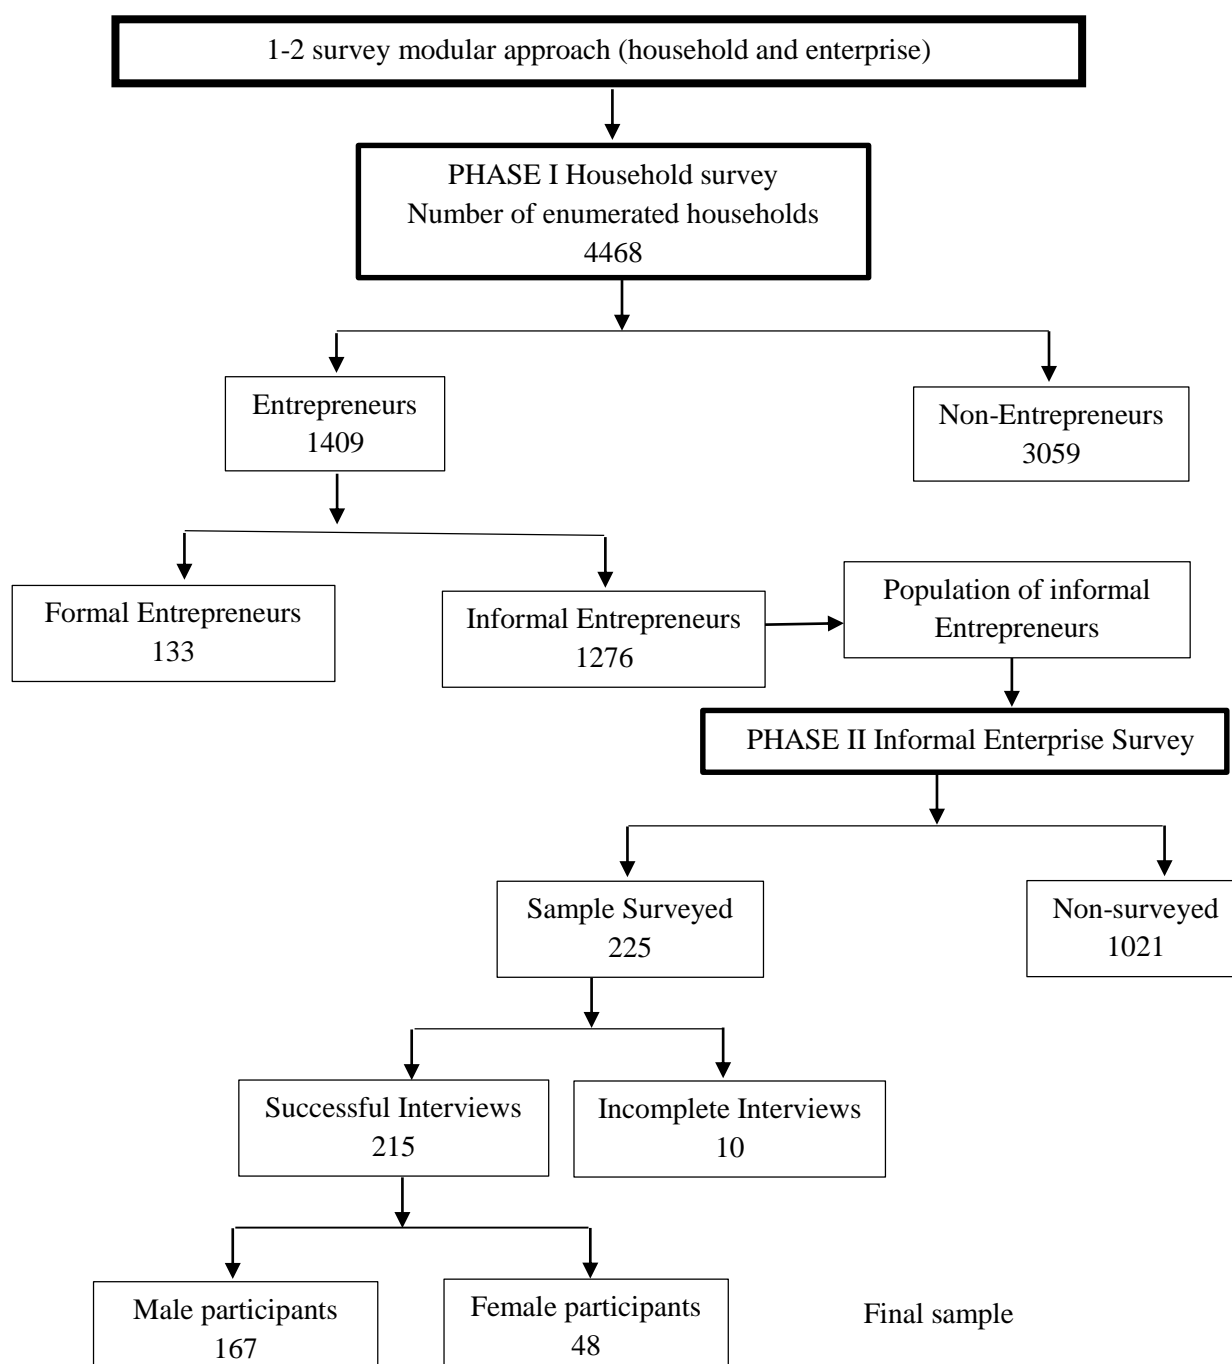 1-2 survey modular approach (household and enterprise)
PHASE I Household survey
Number of enumerated households
4468
Entrepreneurs
1409
Non-Entrepreneurs
3059
Formal Entrepreneurs
133
Informal Entrepreneurs
1276
Population of informal
Entrepreneurs
PHASE II Informal Enterprise Survey
Sample Surveyed
225
Non-surveyed
1021
Successful Interviews
215
Incomplete Interviews
10
Male participants
167
Female participants
48
Final sample